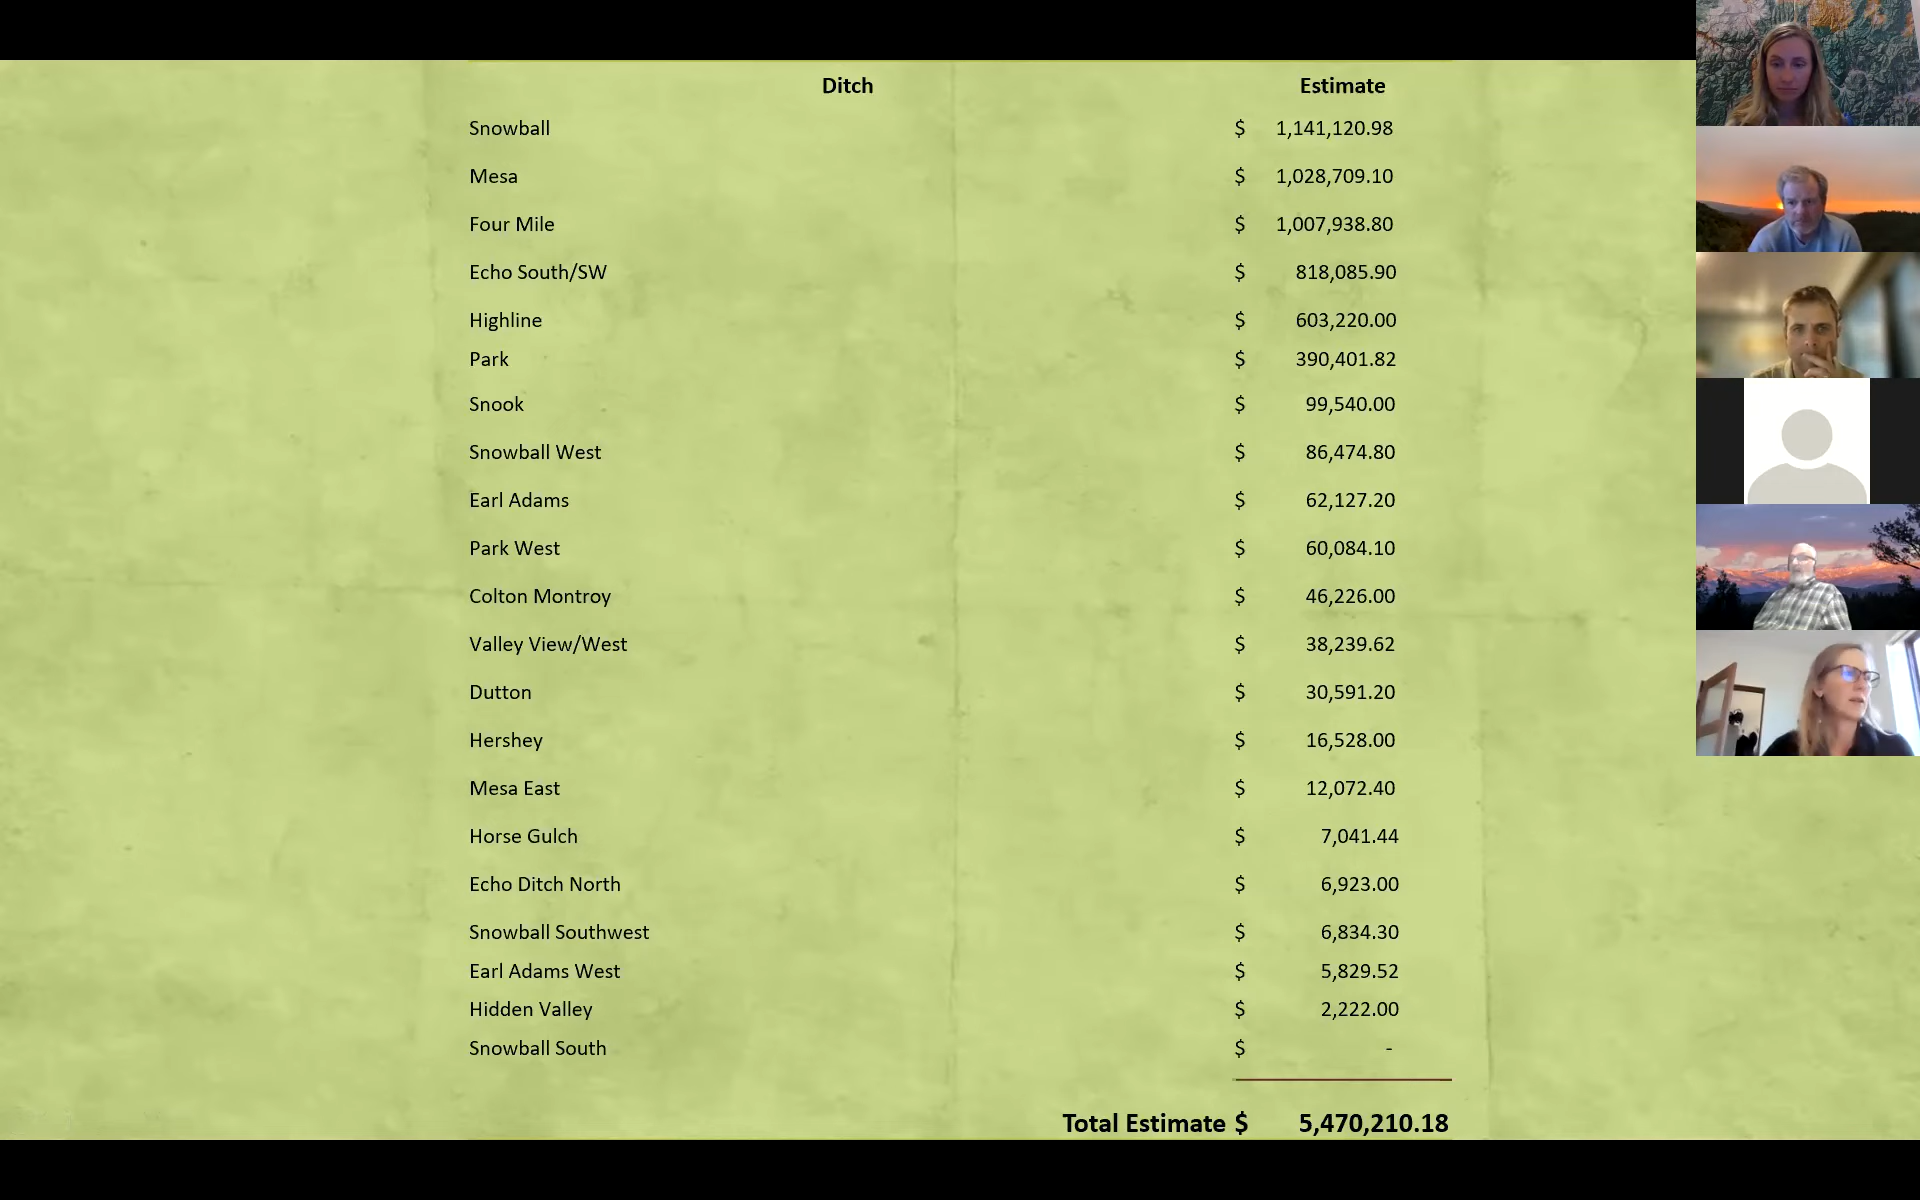 Ditch Estimate
Snowball $ 1,141,120.98
Mesa $ 1,028,709.10
Four Mile $ 1,007,938.80
Echo South/SW $ 818,085.90
Highline $ 603,220.00
Park $ 390,401.82
Snook $ 99,540.00
Snowball West $ 86,474.80
Earl Adams $ 62,127.20
Park West $ 60,084.10
Colton Montroy $ 46,226.00
Valley View/West $ 38,239.62
Dutton $ 30,591.20
Hershey $ 16,528.00
Mesa East $ 12,072.40
Horse Gulch $ 7,041.44
Echo Ditch North $ 6,923.00
Snowball Southwest $ 6,834.30
Earl Adams West $ 5,829.52
Hidden Valley $ 2,222.00
Snowball South $ -
Total Estimate $ 5,470,210.18